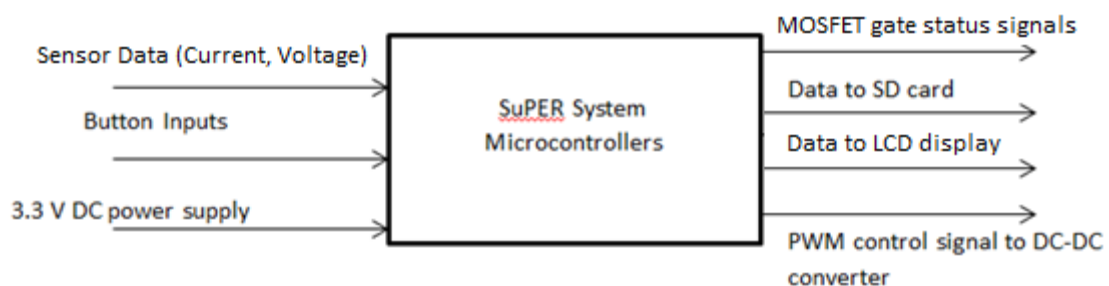 Sensor Data (Current, Voltage)
Button Inputs
3.3 V DC power supply
SuPER System
Microcontrollers
MOSFET gate status signals
Data to SD card
Data to LCD display
PWM control signal to DC-DC
converter